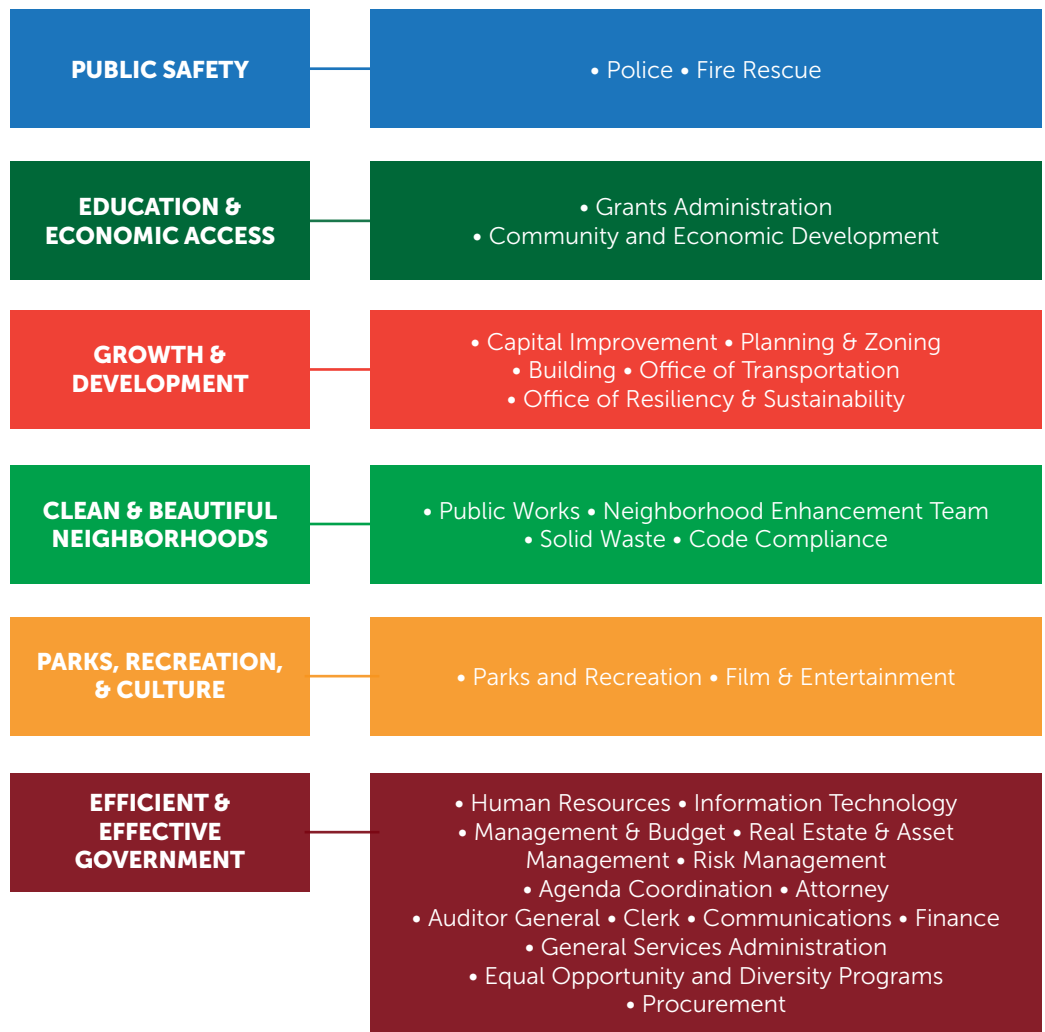 PUBLIC SAFETY
• Police • Fire Rescue
EDUCATION &
ECONOMIC ACCESS
• Grants Administration
• Community and Economic Development
GROWTH &
DEVELOPMENT
• Capital Improvement • Planning & Zoning
• Building • Office of Transportation
• Office of Resiliency & Sustainability
CLEAN & BEAUTIFUL
NEIGHBORHOODS
• Public Works • Neighborhood Enhancement Team
• Solid Waste • Code Compliance
PARKS, RECREATION,
& CULTURE
• Parks and Recreation • Film & Entertainment
EFFICIENT &
EFFECTIVE
GOVERNMENT
• Human Resources • Information Technology
• Management & Budget • Real Estate & Asset
Management • Risk Management
• Agenda Coordination • Attorney
• Auditor General • Clerk • Communications • Finance
• General Services Administration
• Equal Opportunity and Diversity Programs
• Procurement